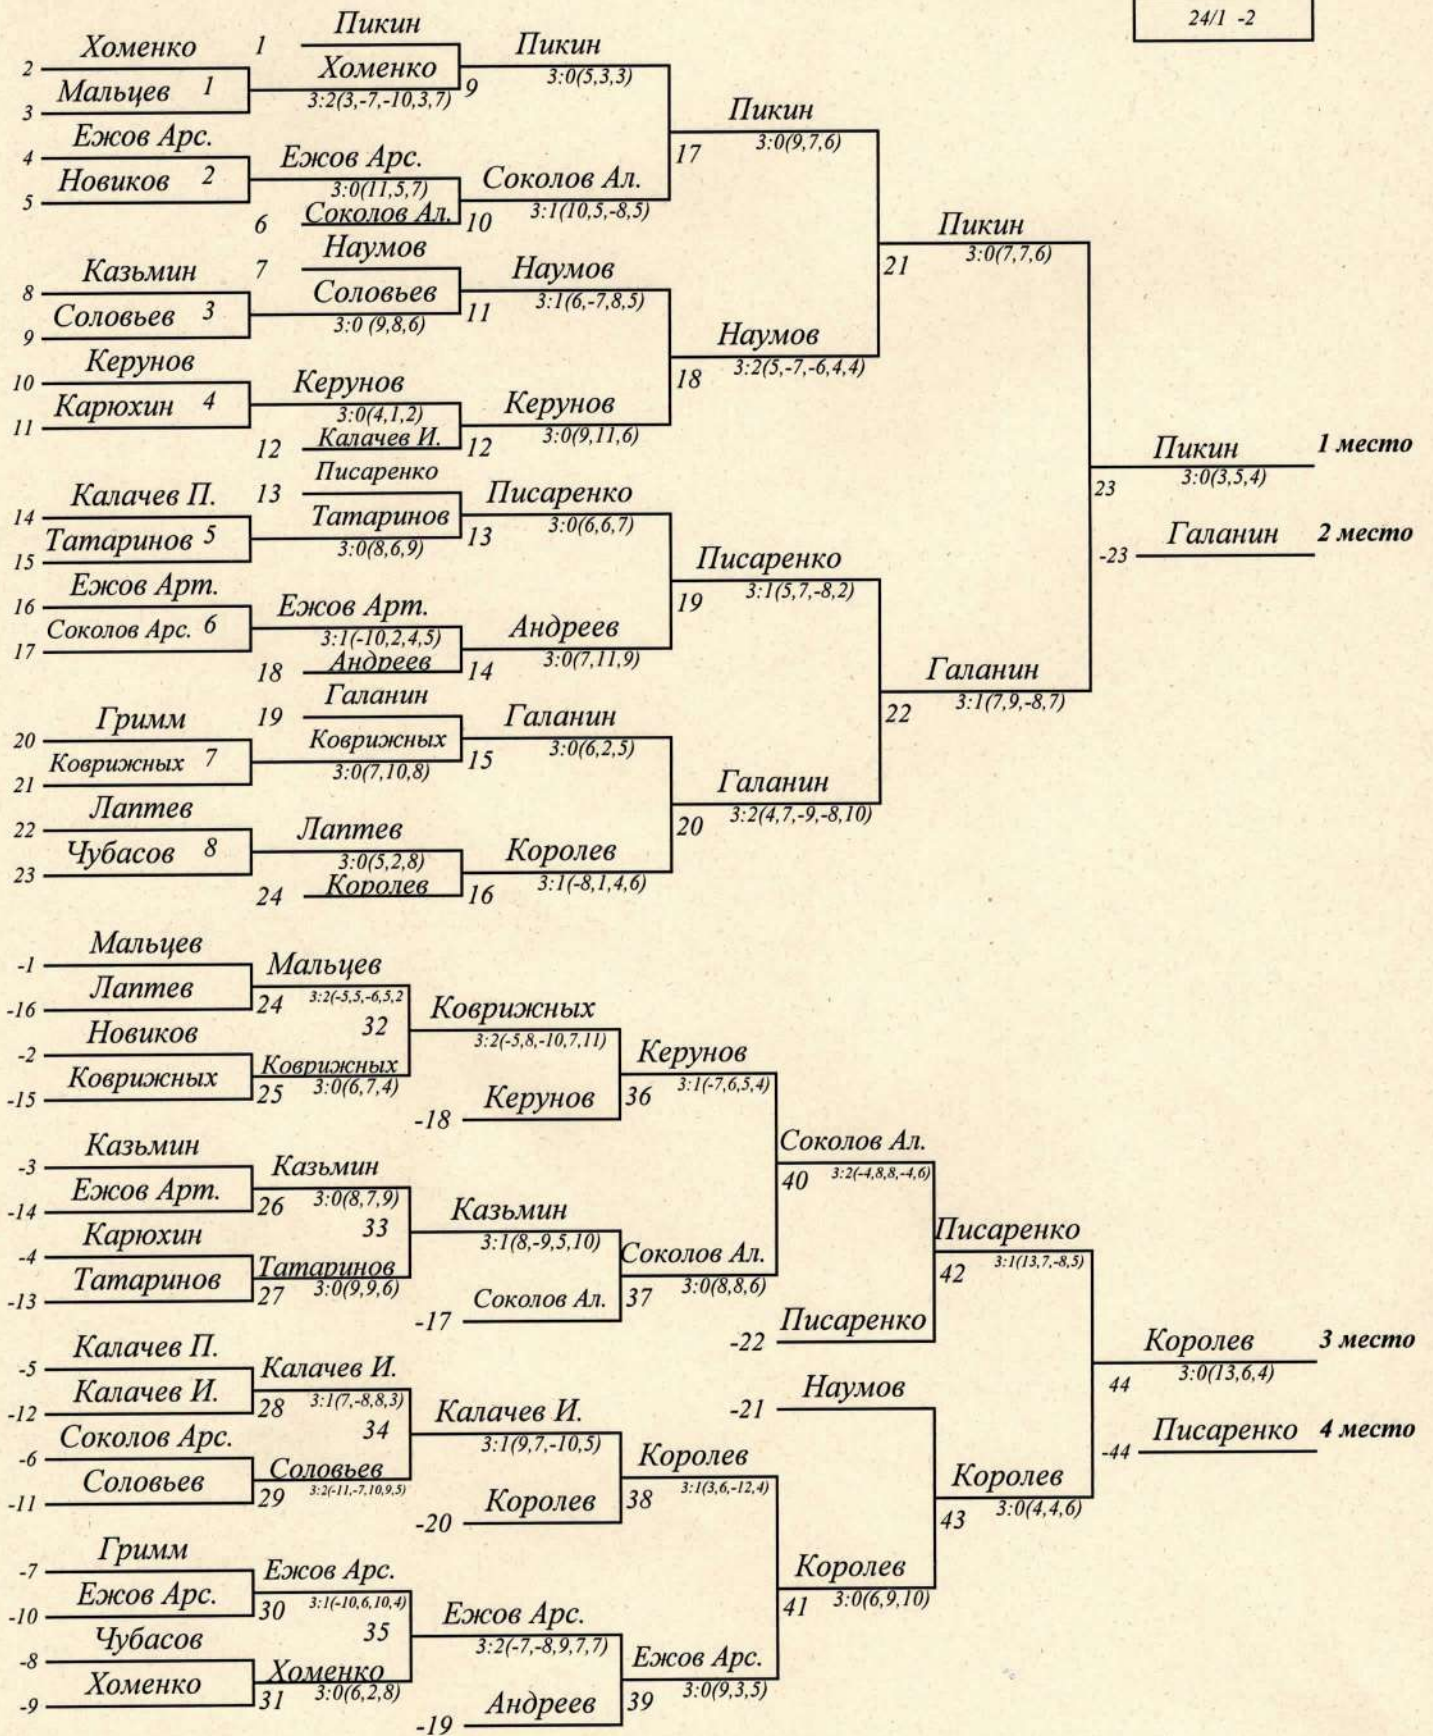 24/1 -2
Пикин
Хоменко 1 Пикин
2 Хоменко 3:0(5,3,3)
Мальцев 1 3:2(3,-7,-10,3,7) 9
3 Пикин
Ежов Арс. 3:0(9,7,6)
4 Ежов Арс. 17
Новиков 2 3:0(11,5,7) Соколов Ал.
5 Соколов Ал. 3:1(10,5,-8,5)
6 10
Наумов Пикин
Казьмин 7 Наумов 21 3:0(7,7,6)
8 Соловьев 3:1(6,-7,8,5)
Соловьев 3 3:0 (9,8,6) 11
9 Наумов
Керунов 3:2(5,-7,-6,4,4)
10 Керунов 18
Карюхин 4 3:0(4,1,2) Керунов
11 Калачев И. 3:0(9,11,6)
12 12 Пикин 1 место
Писаренко 23 3:0(3,5,4)
Калачев П. 13 Писаренко
14 Татаринов 3:0(6,6,7)
Татаринов 5 3:0(8,6,9) 13 -23 Галанин 2 место
15 Писаренко
Ежов Арт. 3:1(5,7,-8,2)
16 Ежов Арт. 19
Соколов Арс. 6 3:1(-10,2,4,5) Андреев
17 Андреев 3:0(7,11,9)
18 14
Галанин Галанин
Гримм 19 Галанин 22 3:1(7,9,-8,7)
20 Коврижных 3:0(6,2,5)
Коврижных 7 3:0(7,10,8) 15
21 Галанин
Лаптев 3:2(4,7,-9,-8,10)
22 Лаптев 20
Чубасов 8 3:0(5,2,8) Королев
23 Королев 3:1(-8,1,4,6)
24 16
Мальцев
-1 Мальцев
Лаптев 24 3:2(-5,5,-6,5,2
-16 32 Коврижных
Новиков 3:2(-5,8,-10,7,11)
-2 Коврижных Керунов
Коврижных 25 3:0(6,7,4) 3:1(-7,6,5,4)
-15 Керунов 36
-18
Казьмин Соколов Ал.
-3 Казьмин 40 3:2(-4,8,8,-4,6)
Ежов Арт. 26 3:0(8,7,9)
-14 33 Казьмин
Карюхин 3:1(8,-9,5,10) Писаренко
-4 Татаринов Соколов Ал. 42 3:1(13,7,-8,5)
Татаринов 27 3:0(9,9,6) 3:0(8,8,6)
-13 Соколов Ал. 37
-17 Писаренко
Калачев П. -22 Королев 3 место
-5 Калачев И. 44 3:0(13,6,4)
Калачев И. 28 3:1(7,-8,8,3) Наумов
-12 34 Калачев И. -21
Соколов Арс. 3:1(9,7,-10,5) -44 Писаренко 4 место
-6 Соловьев Королев
Соловьев 29 3:2(-11,-7,10,9,5) 3:1(3,6,-12,4) Королев
-11 Королев 38 43 3:0(4,4,6)
-20
Гримм
-7 Ежов Арс. Королев
Ежов Арс. 30 3:1(-10,6,10,4) 41 3:0(6,9,10)
-10 35 Ежов Арс.
Чубасов 3:2(-7,-8,9,7,7)
-8 Хоменко Ежов Арс.
Хоменко 31 3:0(6,2,8) 3:0(9,3,5)
-9 Андреев 39
-19